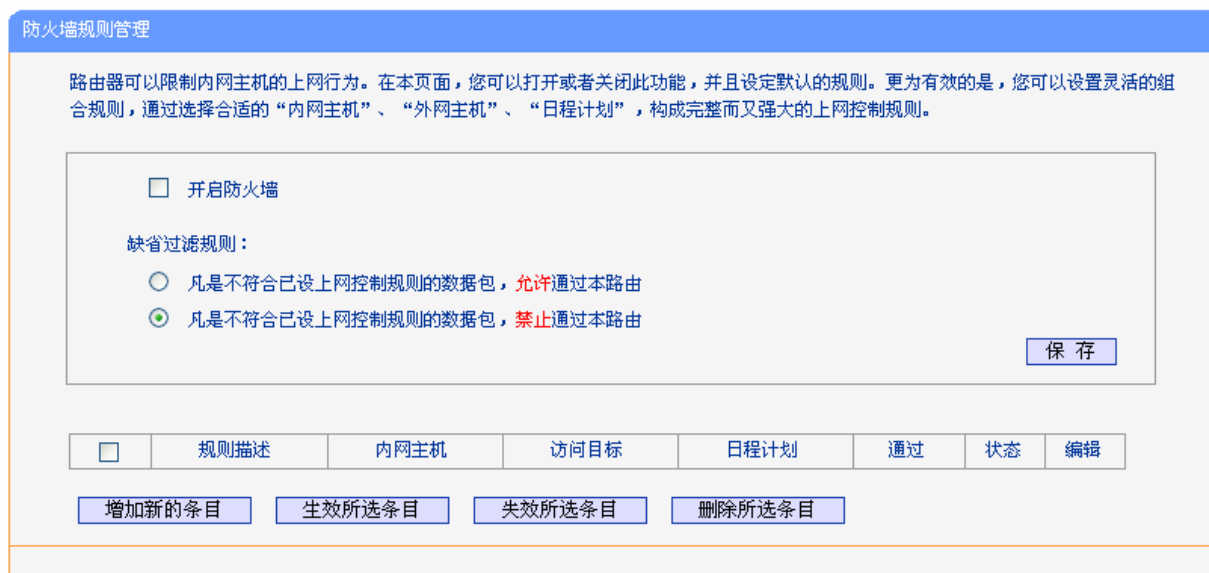 防火墙规则管理
路由器可以限制内网主机的上网行为。在本页面，您可以打开或者关闭此功能，并且设定默认的规则。更为有效的是，您可以设置灵活的组
合规则，通过选择合适的“内网主机”、“外网主机”、“日程计划”，构成完整而又强大的上网控制规则。
开启防火墙
缺省过滤规则：
凡是不符合已设上网控制规则的数据包，允许通过本路由
凡是不符合已设上网控制规则的数据包，禁止通过本路由
保 存
规则描述 内网主机 访问目标 日程计划 通过 状态 编辑
增加新的条目 生效所选条目 失效所选条目 删除所选条目